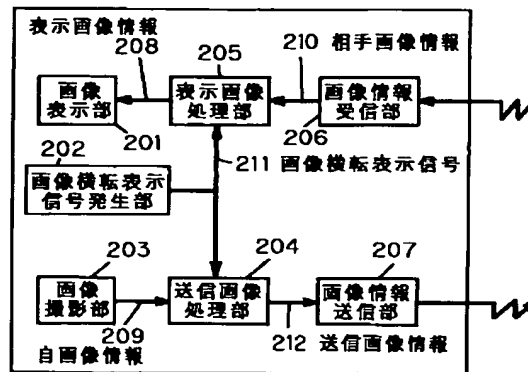 表示画像情報
208
205
210 相手画像情報
画像
表示部
201
表示画像
処理部
画像情報
受信部
206
202
211 画像横転表示信号
画像横転表示
信号発生部
203
204
207
画像
撮影部
送信画像
処理部
画像情報
送信部
209
自画像情報
212 送信画像情報